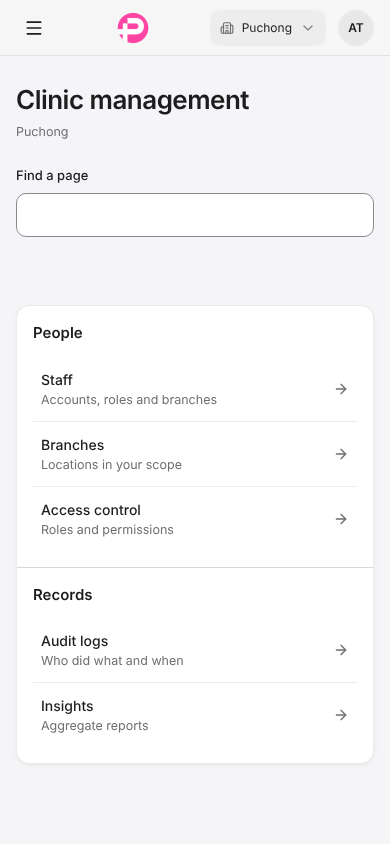 Puchong
AT
Clinic management
Puchong
Find a page
People
Staff
Accounts, roles and branches
Branches
Locations in your scope
Access control
Roles and permissions
Records
Audit logs
Who did what and when
Insights
Aggregate reports